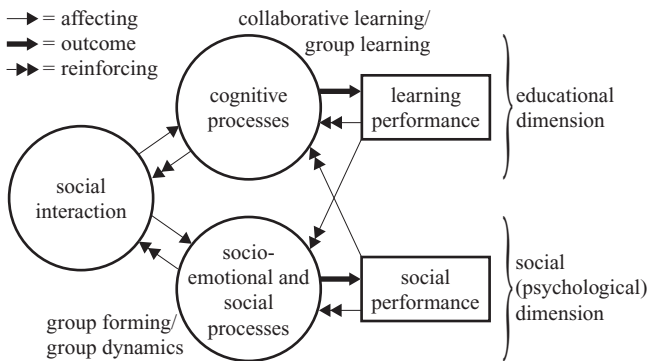 = affecting
= outcome
= reinforcing
collaborative learning/
group learning
cognitive
processes
learning
performance
educational
dimension
social
interaction
socio-
emotional and
social
processes
social
performance
social
(psychological)
dimension
group forming/
group dynamics